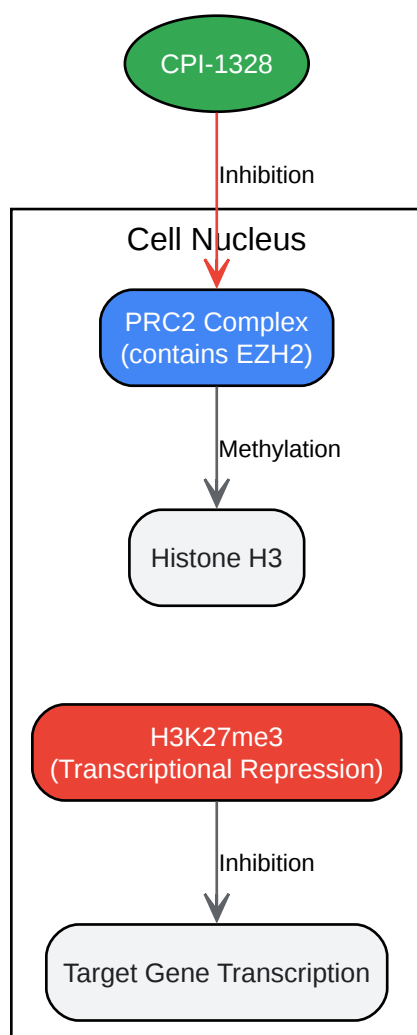 CPI-1328
Inhibition
Cell Nucleus
PRC2 Complex
(contains EZH2)
Methylation
Histone H3
H3K27me3
(Transcriptional Repression)
Inhibition
Target Gene Transcription